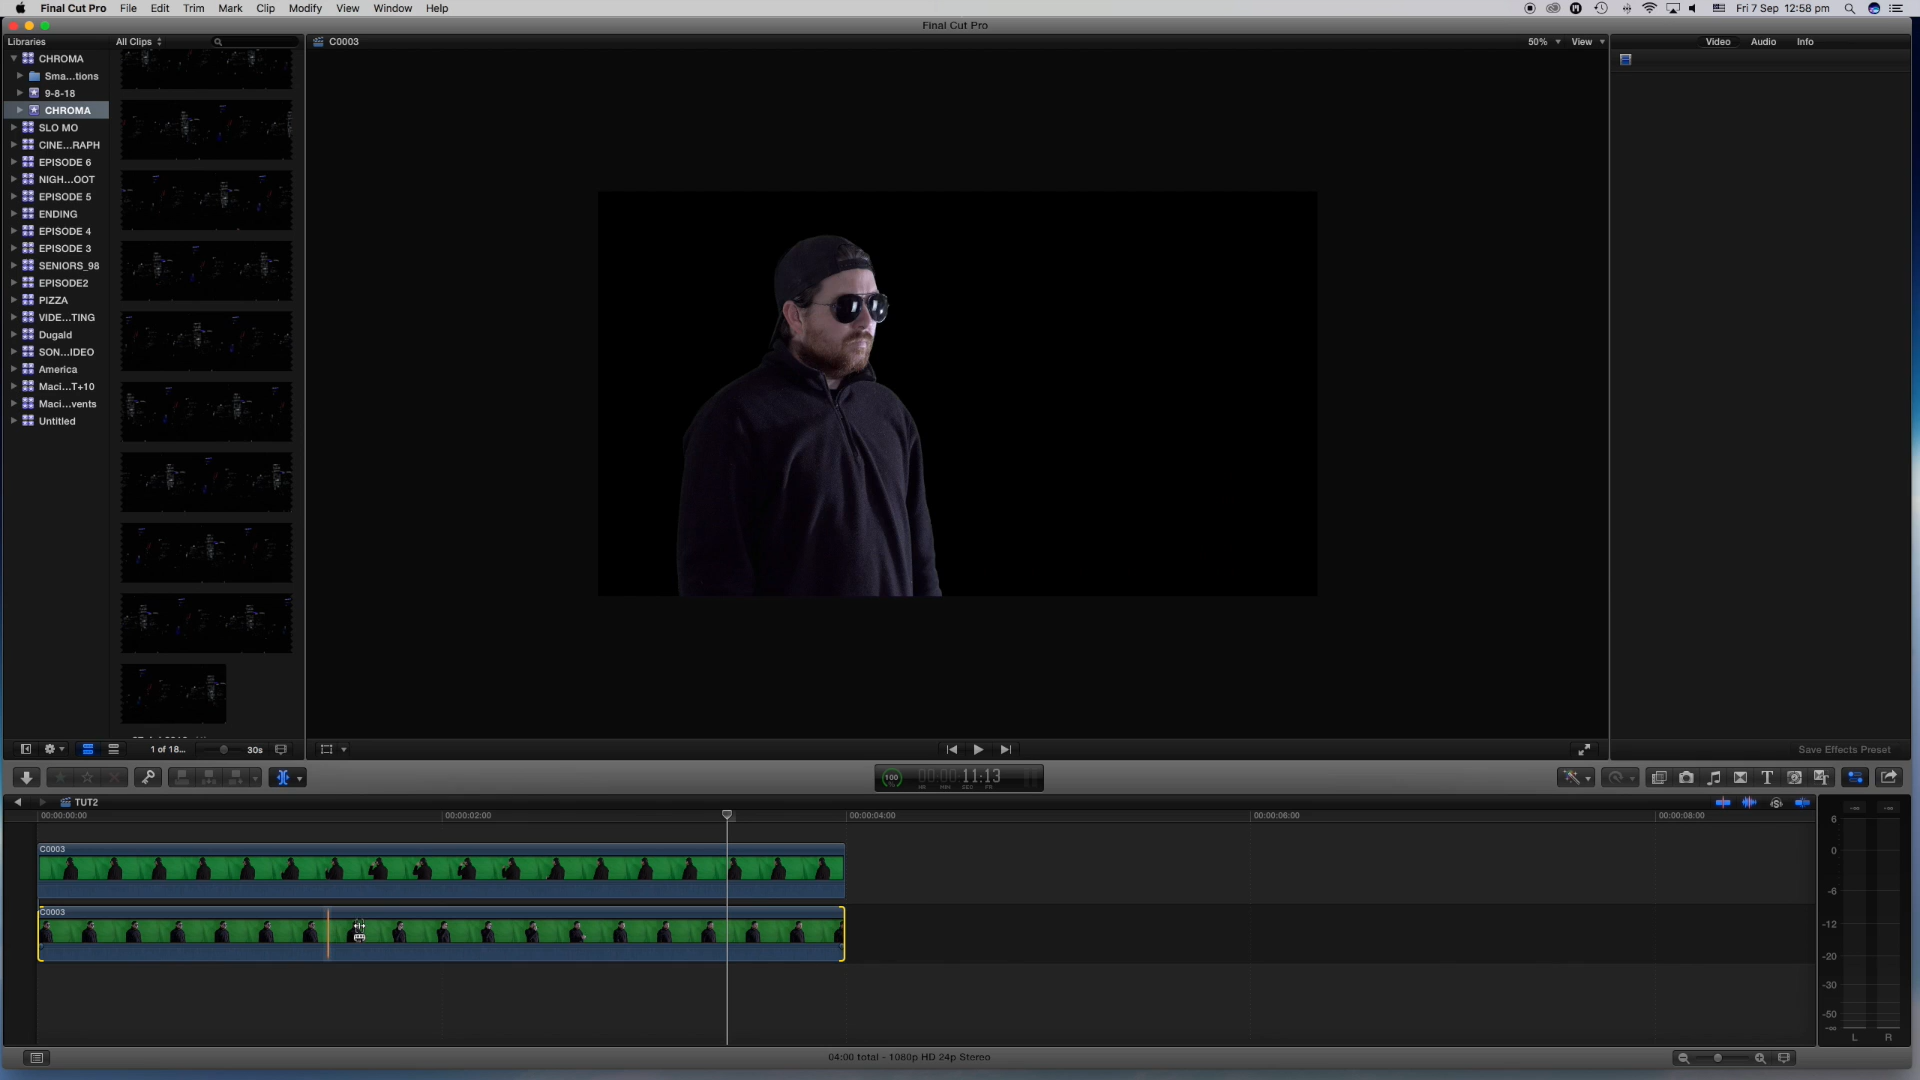 Final Cut Pro File Edit Trim Mark Clip Modify View Window Help Fri 7 Sep 12:58 pm
Final Cut Pro
Libraries All Clips C0003 50% View Video Audio Info
CHROMA
Sma...tions
9-8-18
CHROMA
SLO MO
CINE...RAPH
EPISODE 6
NIGH...OOT
EPISODE 5
ENDING
EPISODE 4
EPISODE 3
SENIORS_98
EPISODE2
PIZZA
VIDE...TING
Dugald
SON...IDEO
America
Maci...T+10
Maci...vents
Untitled
1 of 18... 30s Save Effects Preset
100 00:00:11:13
% HR MIN SEC FR
TUT2
00:00:00:00 00:00:02:00 00:00:04:00 00:00:06:00 00:00:08:00
C0003
C0003
6
0
-6
-12
-20
-30
-50
-∞
L R
04:00 total - 1080p HD 24p Stereo